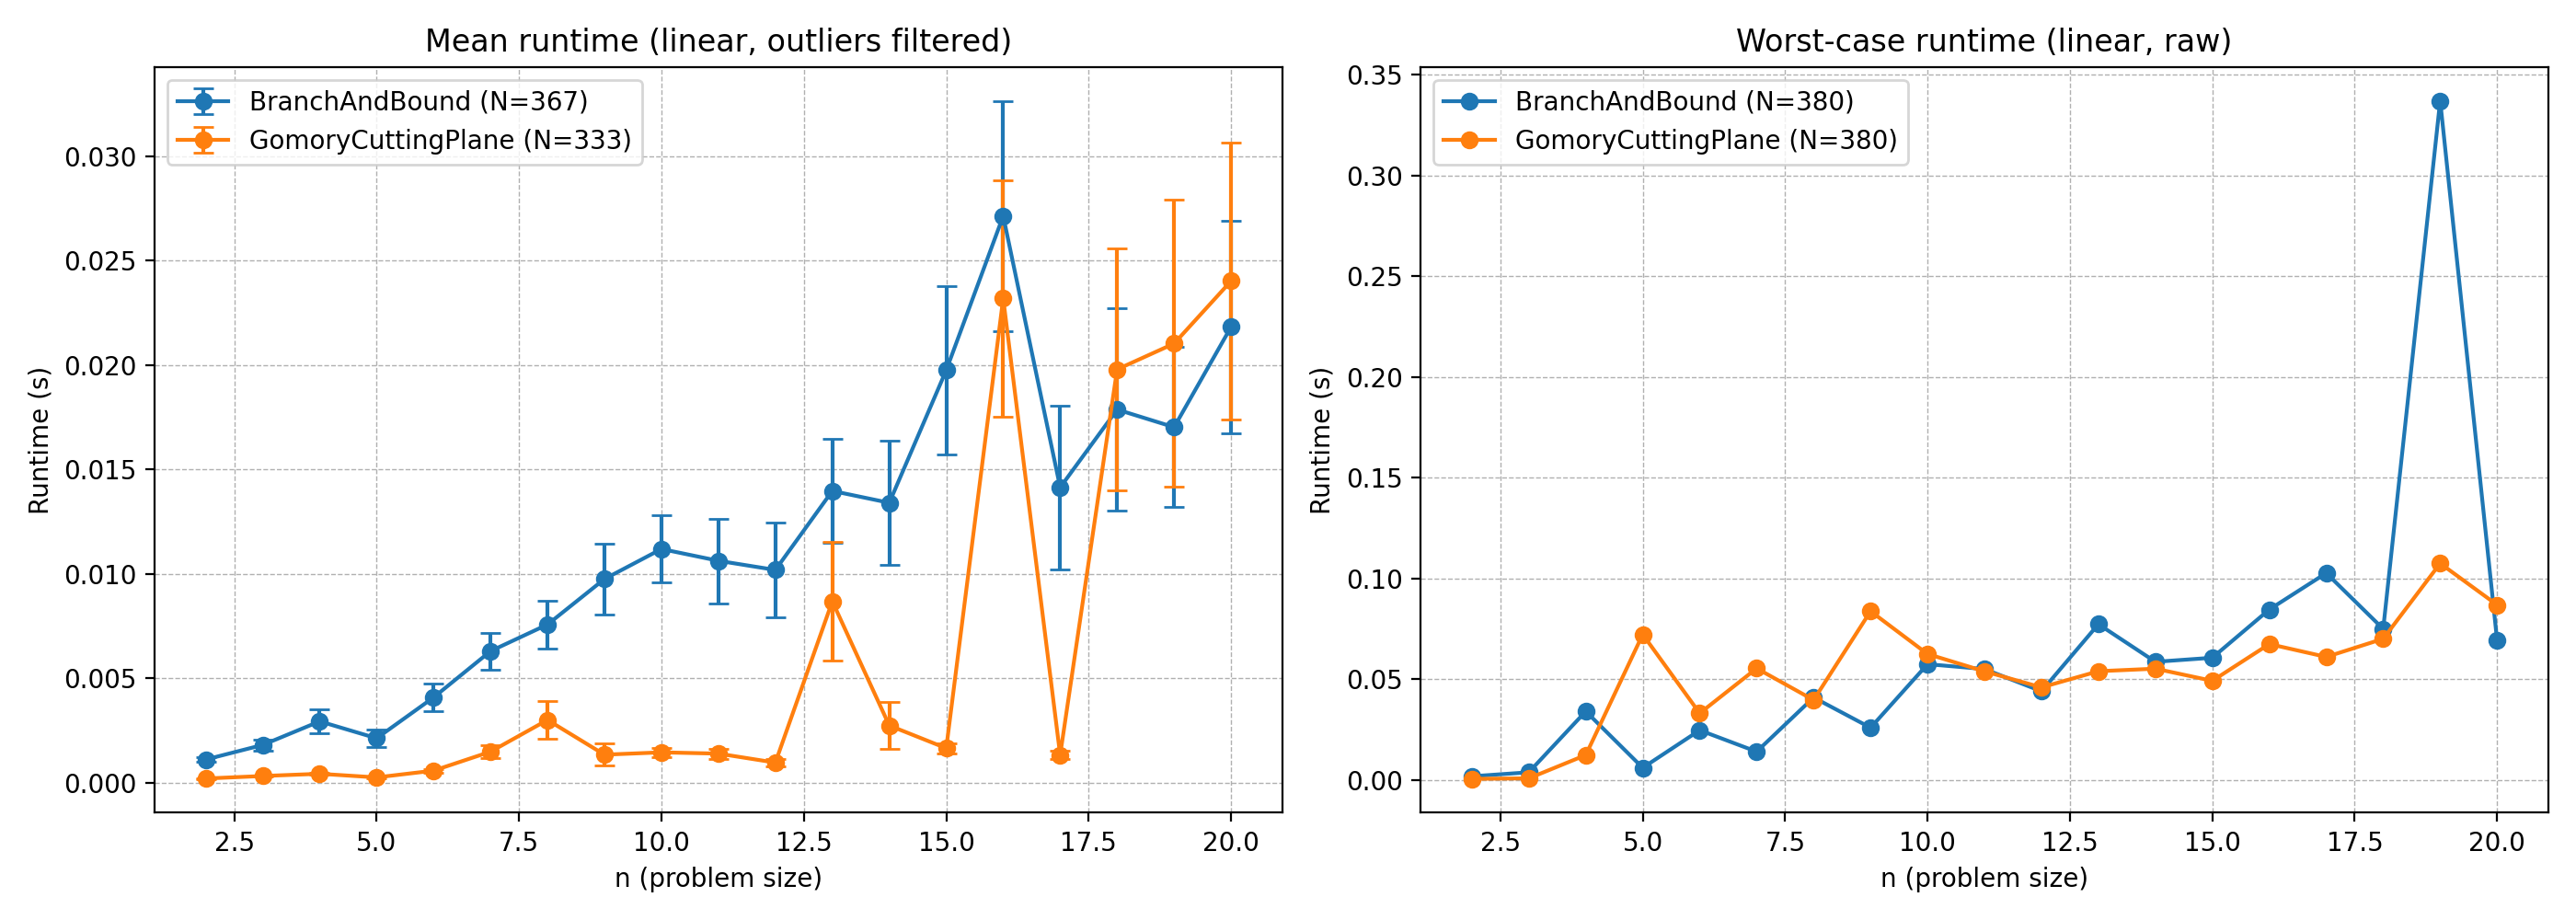 Mean runtime (linear, outliers filtered)
BranchAndBound (N=367)
GomoryCuttingPlane (N=333)
0.030
0.025
0.020
0.015
0.010
0.005
0.000
Runtime (s)
2.5 5.0 7.5 10.0 12.5 15.0 17.5 20.0
n (problem size)
Worst-case runtime (linear, raw)
BranchAndBound (N=380)
GomoryCuttingPlane (N=380)
0.35
0.30
0.25
0.20
0.15
0.10
0.05
0.00
Runtime (s)
2.5 5.0 7.5 10.0 12.5 15.0 17.5 20.0
n (problem size)